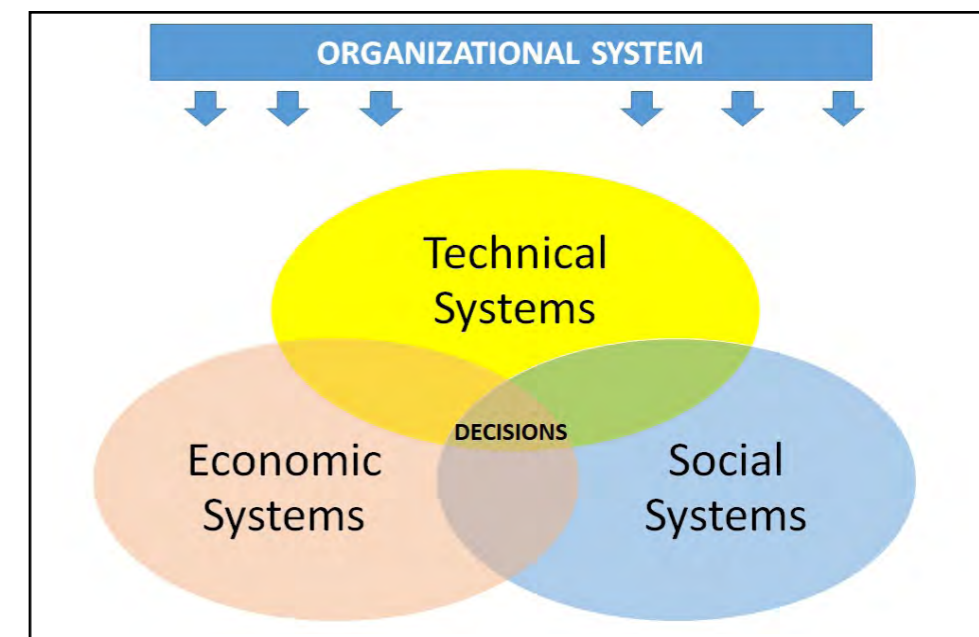 ORGANIZATIONAL SYSTEM
Technical
Systems
DECISIONS
Economic
Systems
Social
Systems